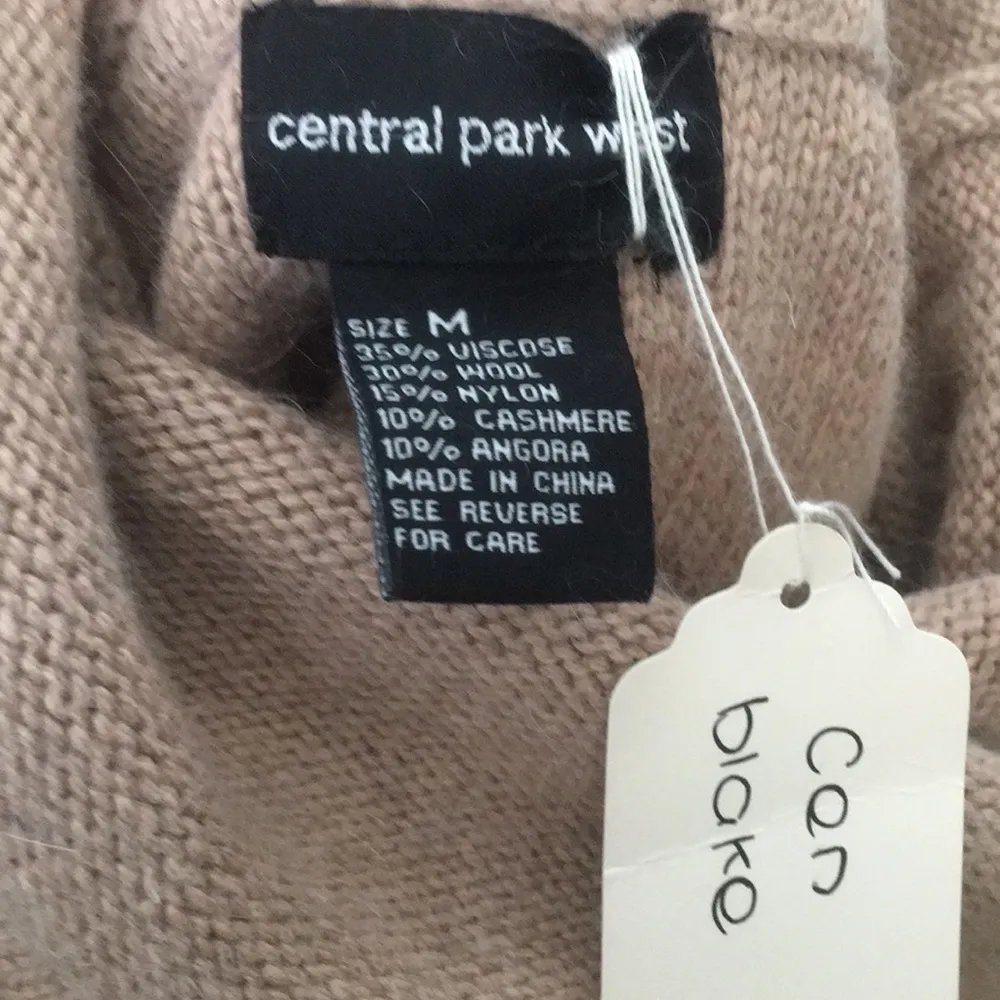 central park west
SIZE M
35% VISCOSE
30% WOOL
15% NYLON
10% CASHMERE
10% ANGORA
MADE IN CHINA
SEE REVERSE
FOR CARE
Cen
blake